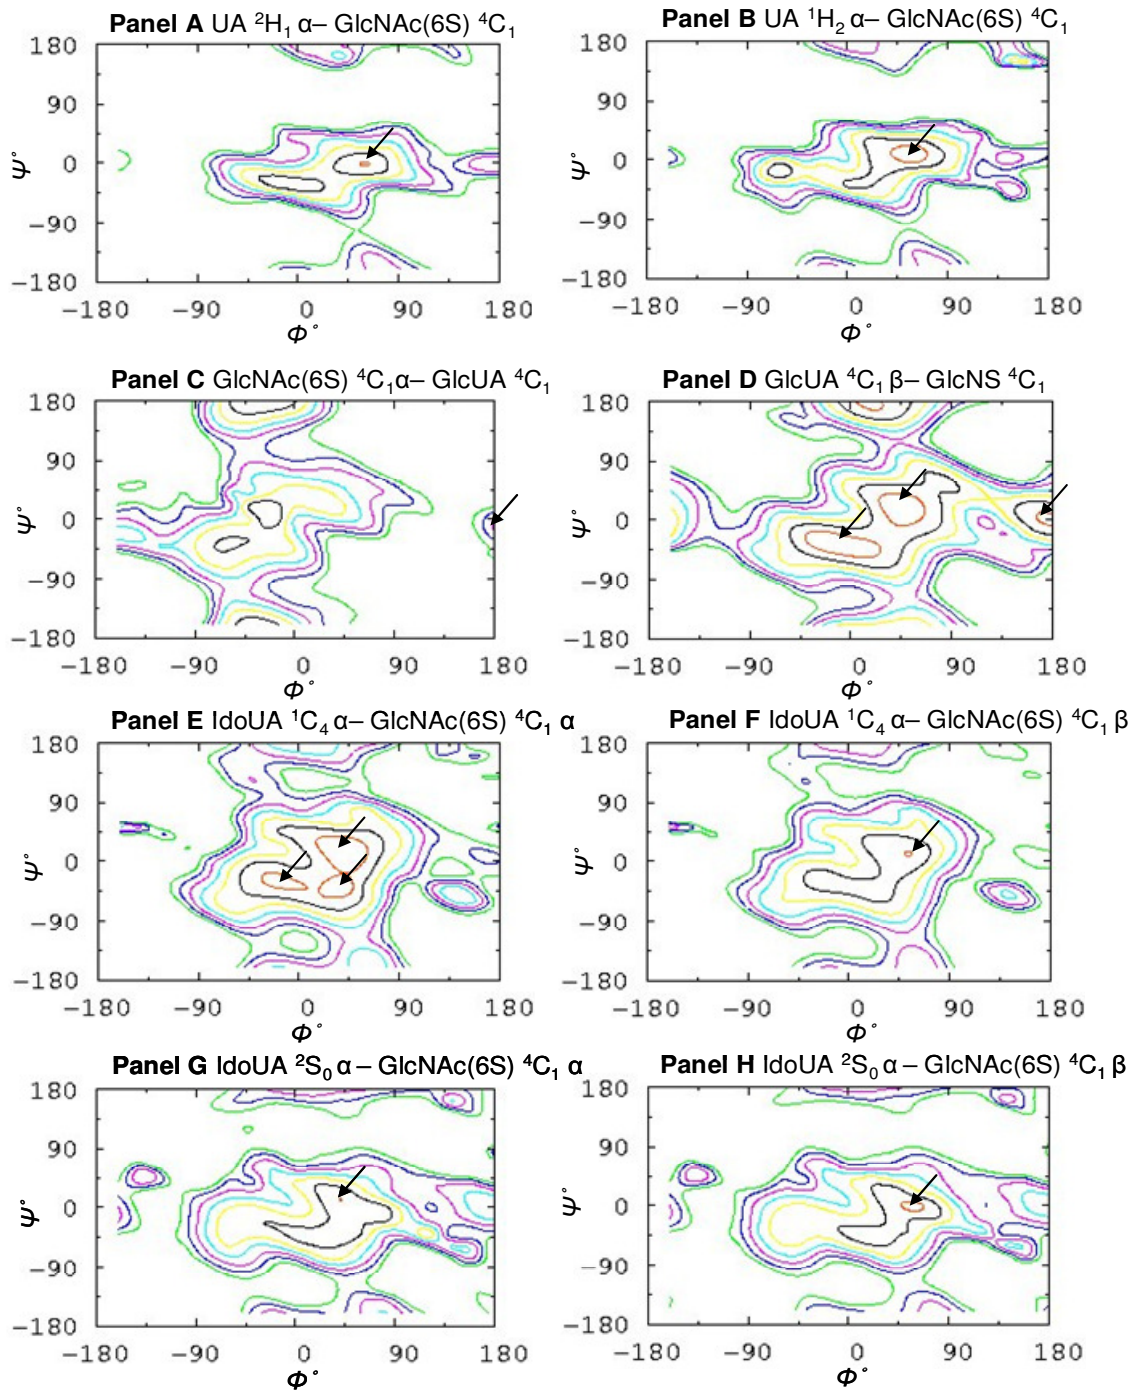 Panel A UA ²H₁ α– GlcNAc(6S) ⁴C₁
Panel B UA ¹H₂ α– GlcNAc(6S) ⁴C₁
180
90
0
−90
−180
−180 −90 0 90 180
Ψ°
Φ°
180
90
0
−90
−180
−180 −90 0 90 180
Ψ°
Φ°
Panel C GlcNAc(6S) ⁴C₁α– GlcUA ⁴C₁
Panel D GlcUA ⁴C₁ β– GlcNS ⁴C₁
180
90
0
−90
−180
−180 −90 0 90 180
Ψ°
Φ°
180
90
0
−90
−180
−180 −90 0 90 180
Ψ°
Φ°
Panel E IdoUA ¹C₄ α– GlcNAc(6S) ⁴C₁ α
Panel F IdoUA ¹C₄ α– GlcNAc(6S) ⁴C₁ β
180
90
0
−90
−180
−180 −90 0 90 180
Ψ°
Φ°
180
90
0
−90
−180
−180 −90 0 90 180
Ψ°
Φ°
Panel G IdoUA ²S₀ α – GlcNAc(6S) ⁴C₁ α
Panel H IdoUA ²S₀ α – GlcNAc(6S) ⁴C₁ β
180
90
0
−90
−180
−180 −90 0 90 180
Ψ°
Φ°
180
90
0
−90
−180
−180 −90 0 90 180
Ψ°
Φ°